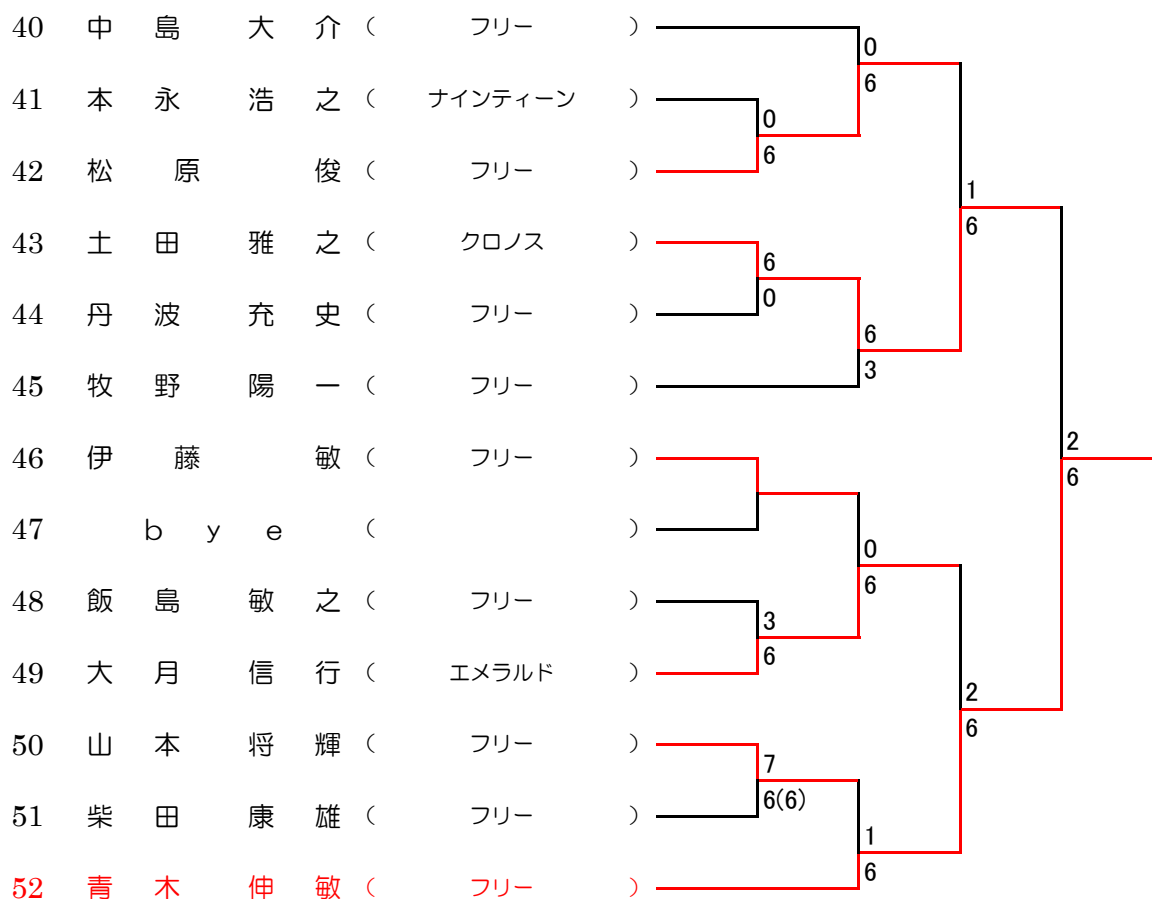 40 中島 大介 ( フリー )
0
6
41 本永 浩之 ( ナインティーン )
0
6
42 松原 俊 ( フリー )
1
6
43 土田 雅之 ( クロノス )
6
0
44 丹波 充史 ( フリー )
6
3
45 牧野 陽一 ( フリー )
2
6
46 伊藤 敏 ( フリー )
47 bye ( )
0
6
48 飯島 敏之 ( フリー )
3
6
49 大月 信行 ( エメラルド )
2
6
50 山本 将輝 ( フリー )
7
6(6)
51 柴田 康雄 ( フリー )
1
6
52 青木 伸敏 ( フリー )